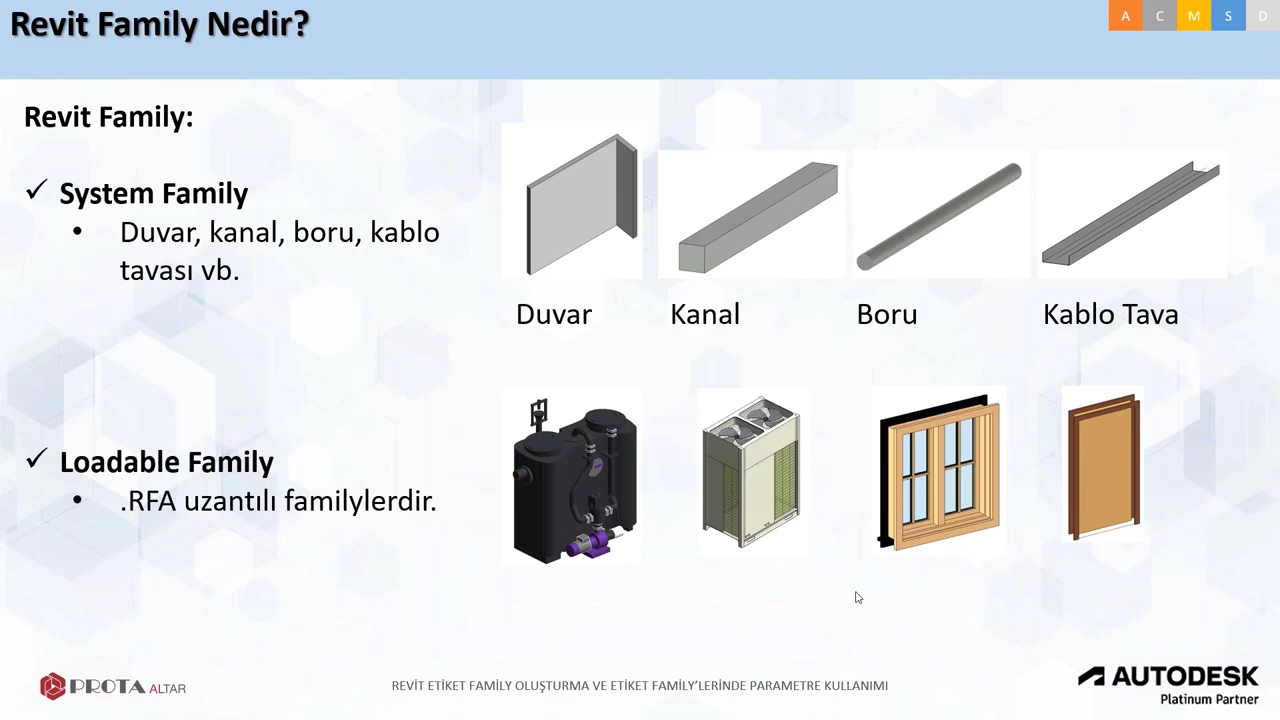 Revit Family Nedir?
A C M S D
Revit Family:
✓ System Family
• Duvar, kanal, boru, kablo
tavası vb.
Duvar Kanal Boru Kablo Tava
✓ Loadable Family
• .RFA uzantılı familylerdir.
PROTA ALTAR
REVİT ETİKET FAMİLY OLUŞTURMA VE ETİKET FAMİLY'LERİNDE PARAMETRE KULLANIMI
AUTODESK
Platinum Partner